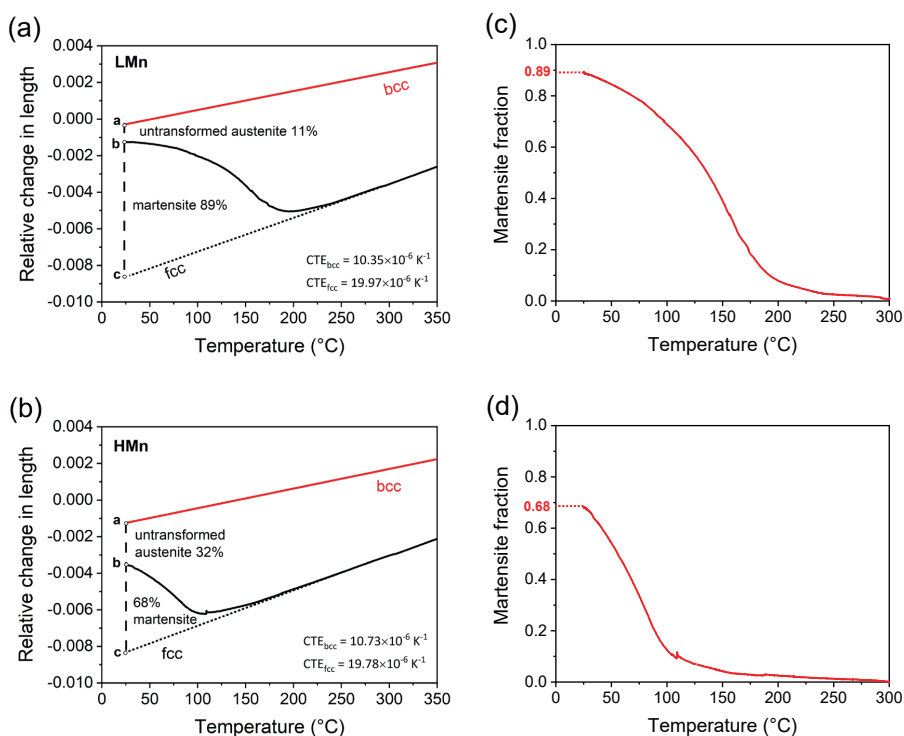 (a)
LMn
0.004
0.002
0.000
-0.002
-0.004
-0.006
-0.008
-0.010
Relative change in length
bcc
a
untransformed austenite 11%
b
martensite 89%
c
fcc
CTEbcc = 10.35×10-6 K-1
CTEfcc = 19.97×10-6 K-1
0 50 100 150 200 250 300 350
Temperature (°C)
(c)
1.0
0.89
0.8
0.6
0.4
0.2
0.0
Martensite fraction
0 50 100 150 200 250 300
Temperature (°C)
(b)
HMn
0.004
0.002
0.000
-0.002
-0.004
-0.006
-0.008
-0.010
Relative change in length
bcc
a
untransformed
austenite 32%
b
68%
martensite
c
fcc
CTEbcc = 10.73×10-6 K-1
CTEfcc = 19.78×10-6 K-1
0 50 100 150 200 250 300 350
Temperature (°C)
(d)
1.0
0.8
0.68
0.6
0.4
0.2
0.0
Martensite fraction
0 50 100 150 200 250 300
Temperature (°C)